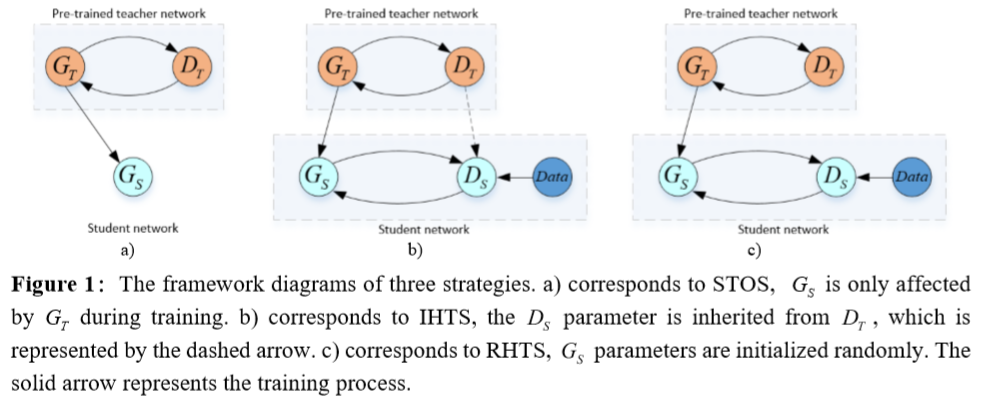 Pre-trained teacher network Pre-trained teacher network Pre-trained teacher network
G_T D_T G_T D_T G_T D_T
G_S G_S D_S Data G_S D_S Data
Student network Student network Student network
a) b) c)
Figure 1: The framework diagrams of three strategies. a) corresponds to STOS, G_S is only affected
by G_T during training. b) corresponds to IHTS, the D_S parameter is inherited from D_T , which is
represented by the dashed arrow. c) corresponds to RHTS, G_S parameters are initialized randomly. The
solid arrow represents the training process.